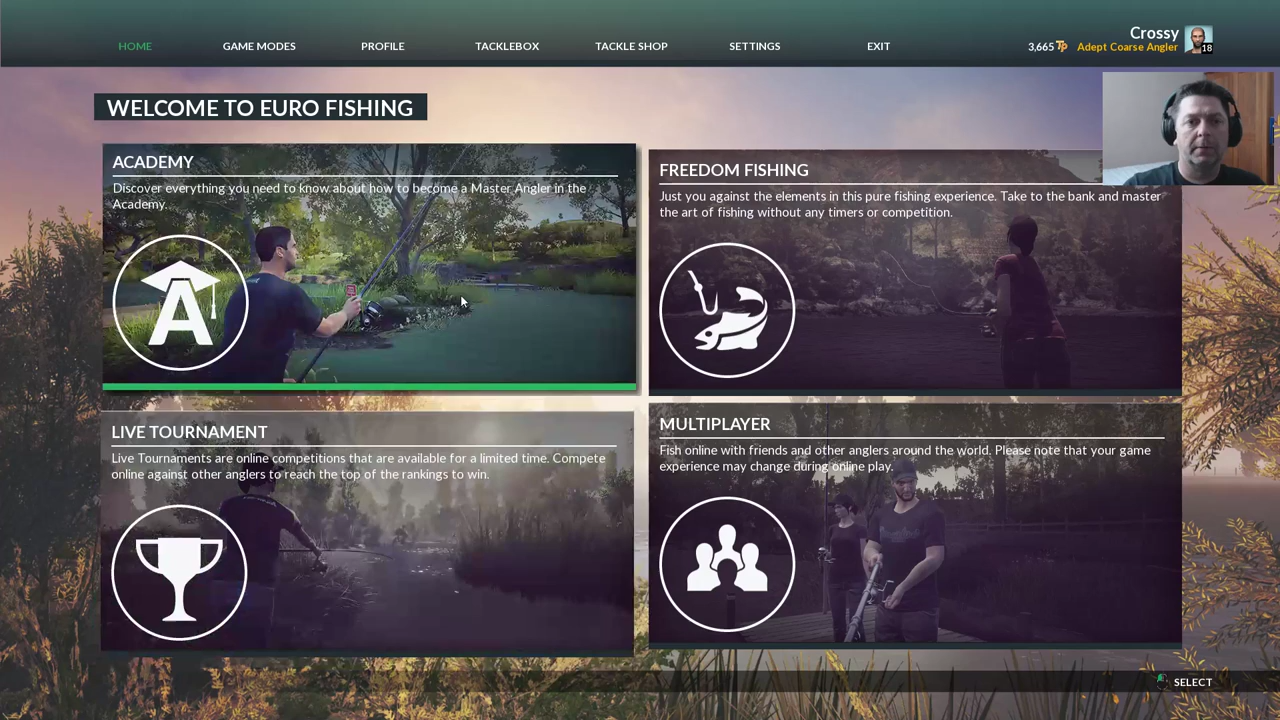 HOME GAME MODES PROFILE TACKLEBOX TACKLE SHOP SETTINGS EXIT
Crossy
3,665 TP Adept Coarse Angler 18
WELCOME TO EURO FISHING
ACADEMY
Discover everything you need to know about how to become a Master Angler in the
Academy.
A
FREEDOM FISHING
Just you against the elements in this pure fishing experience. Take to the bank and master
the art of fishing without any timers or competition.
LIVE TOURNAMENT
Live Tournaments are online competitions that are available for a limited time. Compete
online against other anglers to reach the top of the rankings to win.
MULTIPLAYER
Fish online with friends and other anglers around the world. Please note that your game
experience may change during online play.
SELECT